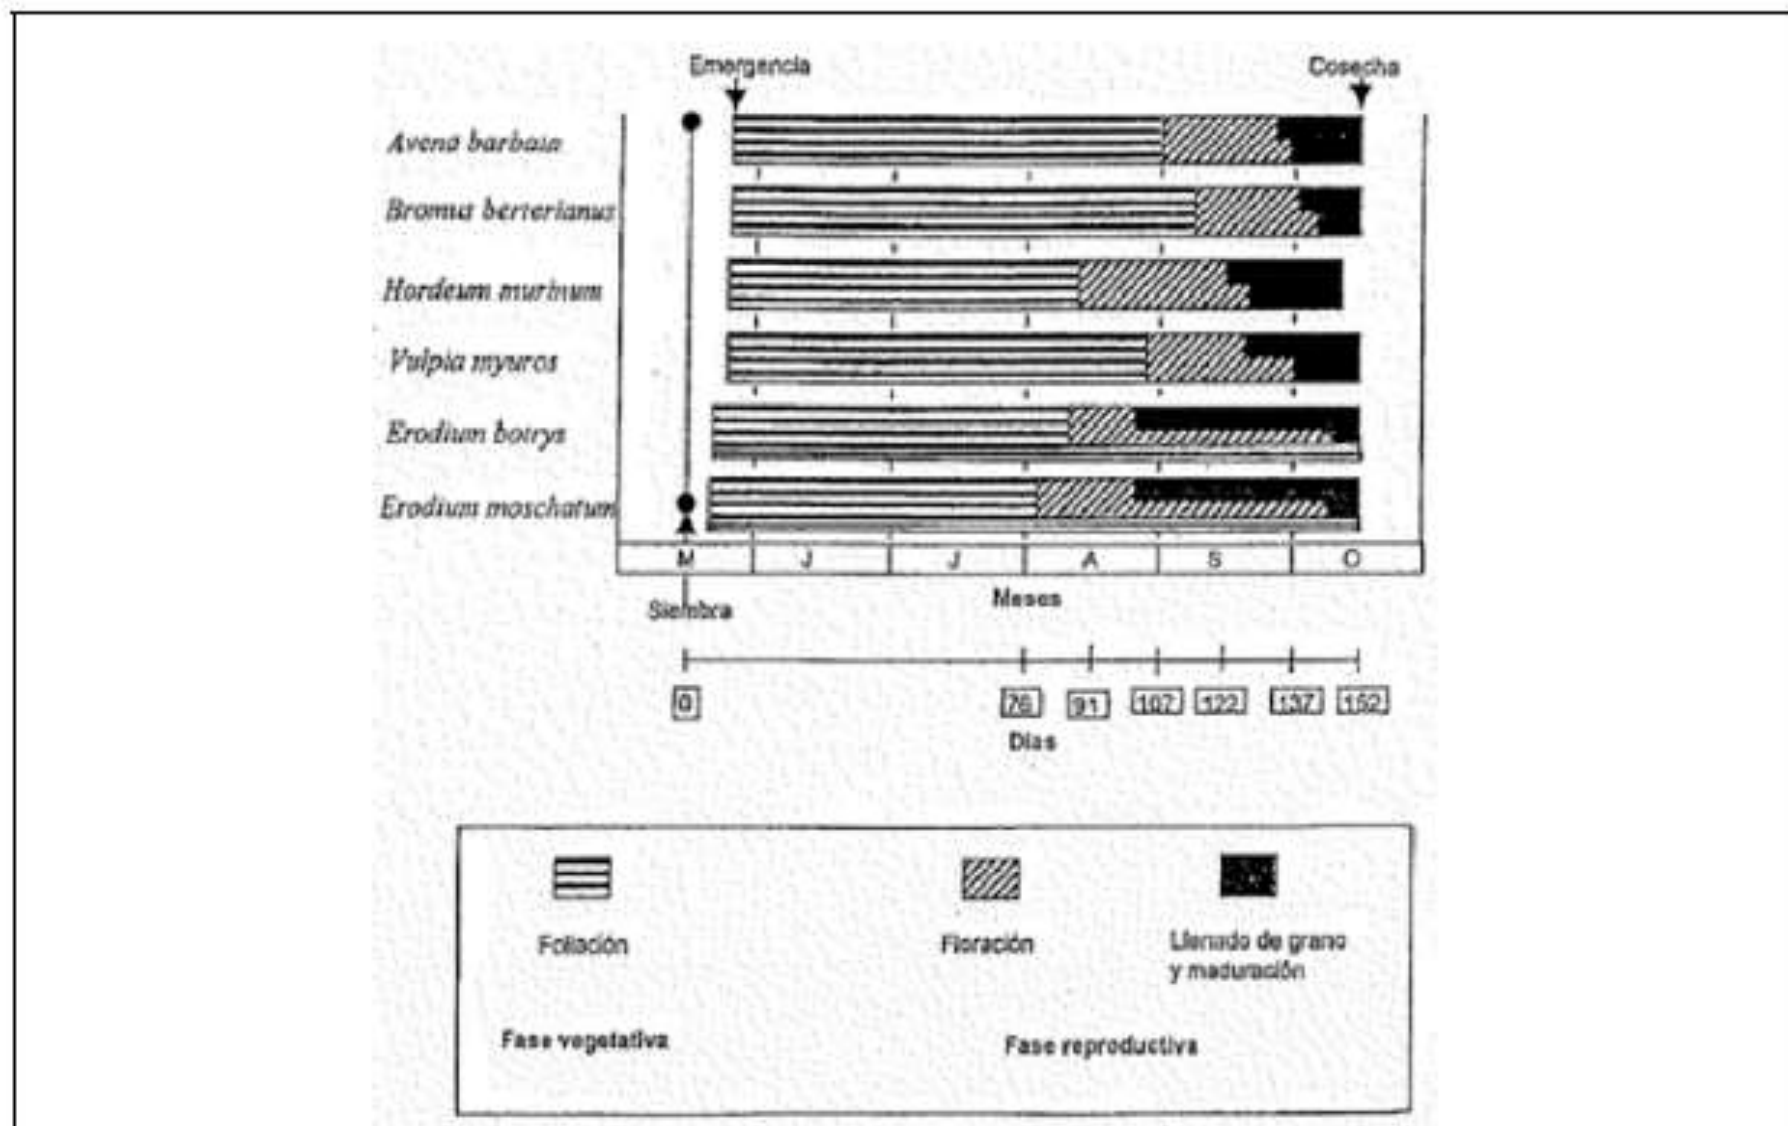 Emergencia
Cosecha
Avena barbata
Bromus berterianus
Hordeum murinum
Vulpia myuros
Erodium botrys
Erodium moschatum
M J J A S O
Siembra
Meses
0 76 91 107 122 137 152
Días
Foliación
Floración
Llenado de grano
y maduración
Fase vegetativa
Fase reproductiva